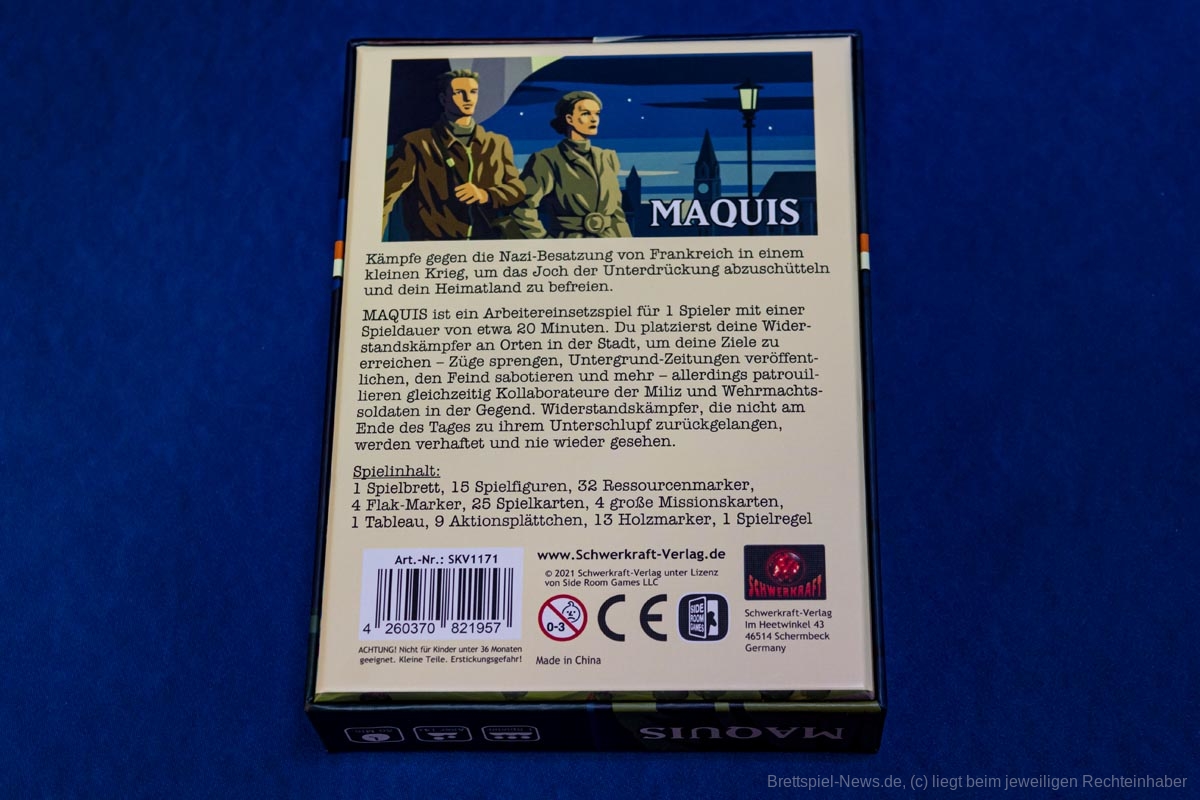 MAQUIS
Kämpfe gegen die Nazi-Besatzung von Frankreich in einem
kleinen Krieg, um das Joch der Unterdrückung abzuschütteln
und dein Heimatland zu befreien.
MAQUIS ist ein Arbeitereinsetzspiel für 1 Spieler mit einer
Spieldauer von etwa 20 Minuten. Du platzierst deine Wider-
standskämpfer an Orten in der Stadt, um deine Ziele zu
erreichen – Züge sprengen, Untergrund-Zeitungen veröffent-
lichen, den Feind sabotieren und mehr – allerdings patrouil-
lieren gleichzeitig Kollaborateure der Miliz und Wehrmachts-
soldaten in der Gegend. Widerstandskämpfer, die nicht am
Ende des Tages zu ihrem Unterschlupf zurückgelangen,
werden verhaftet und nie wieder gesehen.
Spielinhalt:
1 Spielbrett, 15 Spielfiguren, 32 Ressourcenmarker,
4 Flak-Marker, 25 Spielkarten, 4 große Missionskarten,
1 Tableau, 9 Aktionsplättchen, 13 Holzmarker, 1 Spielregel
Art.-Nr.: SKV1171
4 260370 821957
ACHTUNG! Nicht für Kinder unter 36 Monaten
geeignet. Kleine Teile. Erstickungsgefahr!
www.Schwerkraft-Verlag.de
© 2021 Schwerkraft-Verlag unter Lizenz
von Side Room Games LLC
0-3
CE
SIDE
ROOM
GAMES
Made in China
SCHWERKRAFT
Schwerkraft-Verlag
Im Heetwinkel 43
46514 Schermbeck
Germany
MAQUIS
Brettspiel-News.de, (c) liegt beim jeweiligen Rechteinhaber